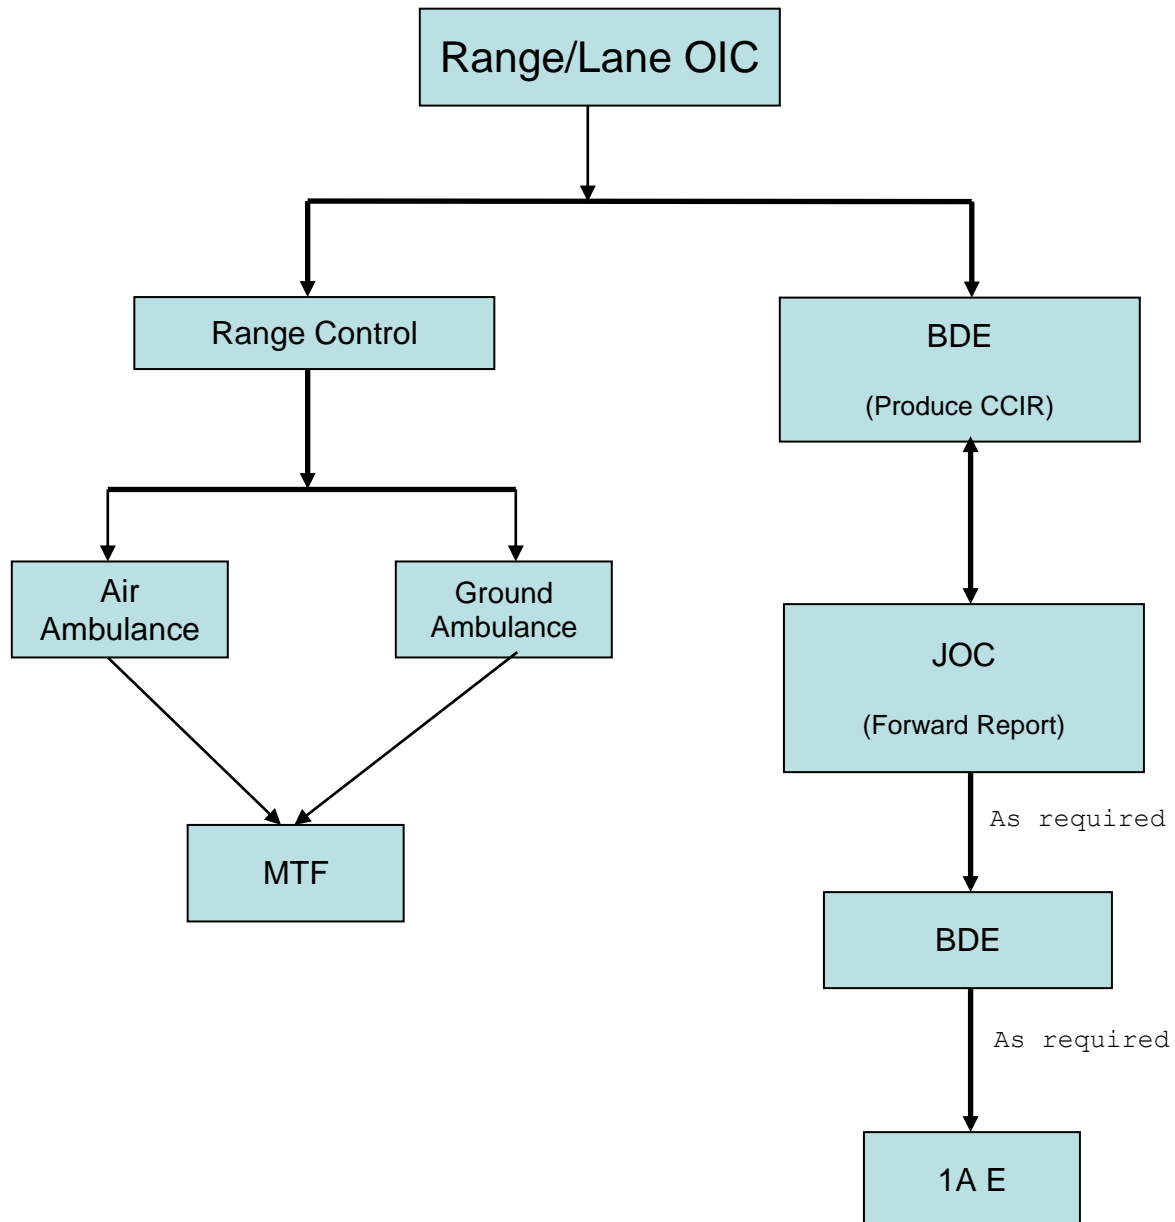 Range/Lane OIC
Range Control
BDE
(Produce CCIR)
Air
Ambulance
Ground
Ambulance
JOC
(Forward Report)
As required
MTF
BDE
As required
1A E